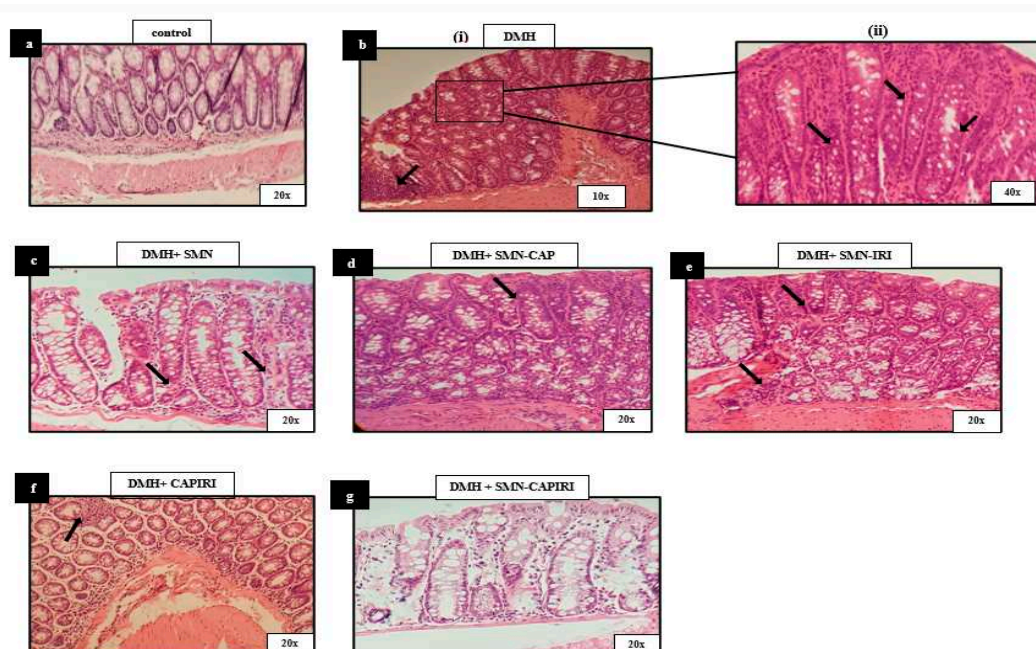 a
control
20x
b
(i)
DMH
10x
(ii)
40x
c
DMH+ SMN
20x
d
DMH+ SMN-CAP
20x
e
DMH+ SMN-IRI
20x
f
DMH+ CAPIRI
20x
g
DMH + SMN-CAPIRI
20x